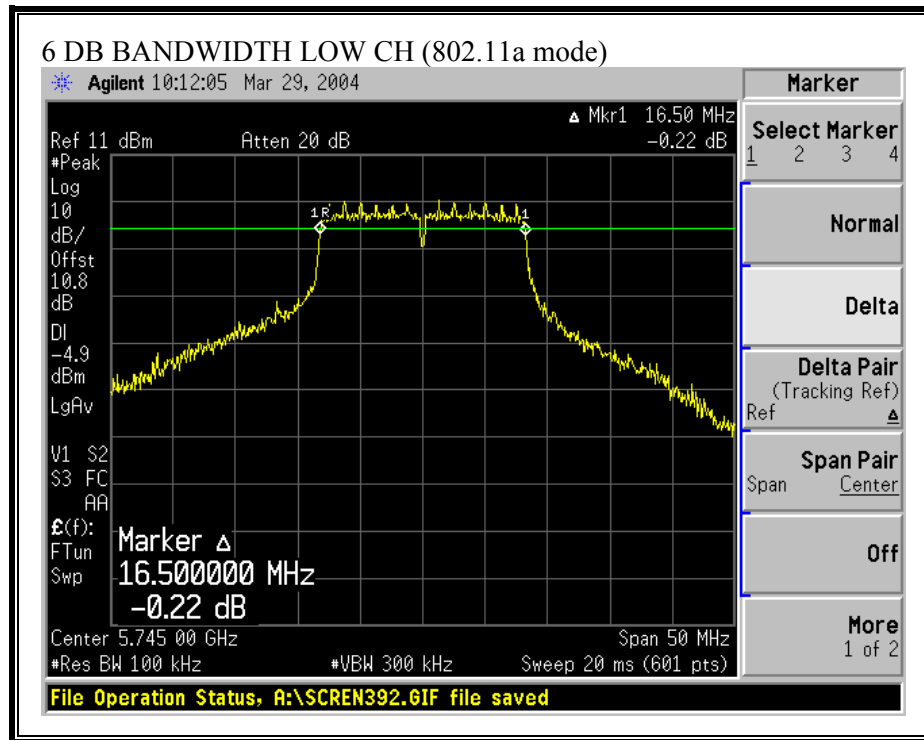 6 DB BANDWIDTH LOW CH (802.11a mode)
Agilent 10:12:05 Mar 29, 2004
Marker
Δ Mkr1 16.50 MHz
Ref 11 dBm Atten 20 dB -0.22 dB
#Peak
Log
10
dB/
Offst
10.8
dB
DI
-4.9
dBm
LgAv
V1 S2
S3 FC
AA
£(f):
FTun
Swp
1R
1
Marker Δ
16.500000 MHz
-0.22 dB
Center 5.745 00 GHz Span 50 MHz
#Res BW 100 kHz #VBW 300 kHz Sweep 20 ms (601 pts)
Select Marker
1 2 3 4
Normal
Delta
Delta Pair
(Tracking Ref)
Ref Δ
Span Pair
Span Center
Off
More
1 of 2
File Operation Status, A:\SCREN392.GIF file saved